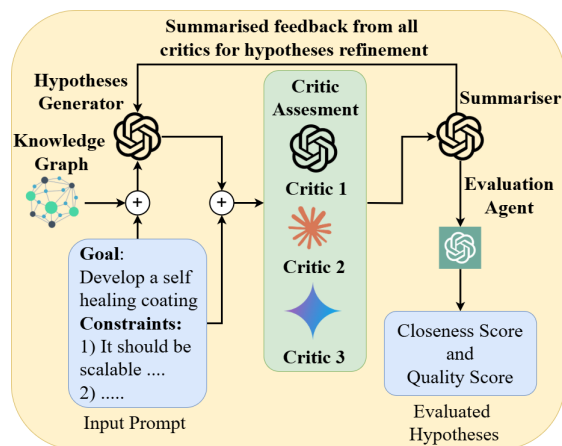 Summarised feedback from all
critics for hypotheses refinement
Hypotheses
Generator
Knowledge
Graph
+
+
Goal:
Develop a self
healing coating
Constraints:
1) It should be
scalable ....
2) .....
Input Prompt
Critic
Assesment
Critic 1
Critic 2
Critic 3
Summariser
Evaluation
Agent
Closeness Score
and
Quality Score
Evaluated
Hypotheses